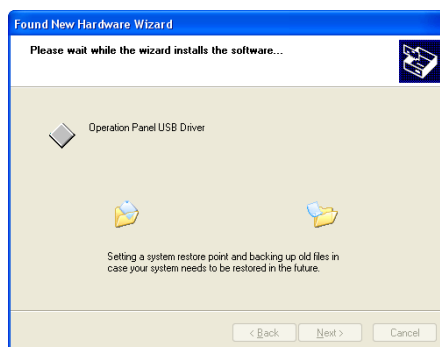 Found New Hardware Wizard
Please wait while the wizard installs the software...
Operation Panel USB Driver
Setting a system restore point and backing up old files in
case your system needs to be restored in the future.
< Back Next > Cancel